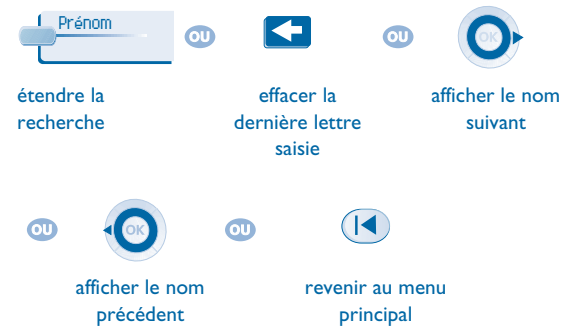 Prénom
OU
OU
OK
étendre la
recherche
effacer la
dernière lettre
saisie
afficher le nom
suivant
OU
OK
OU
afficher le nom
précédent
revenir au menu
principal